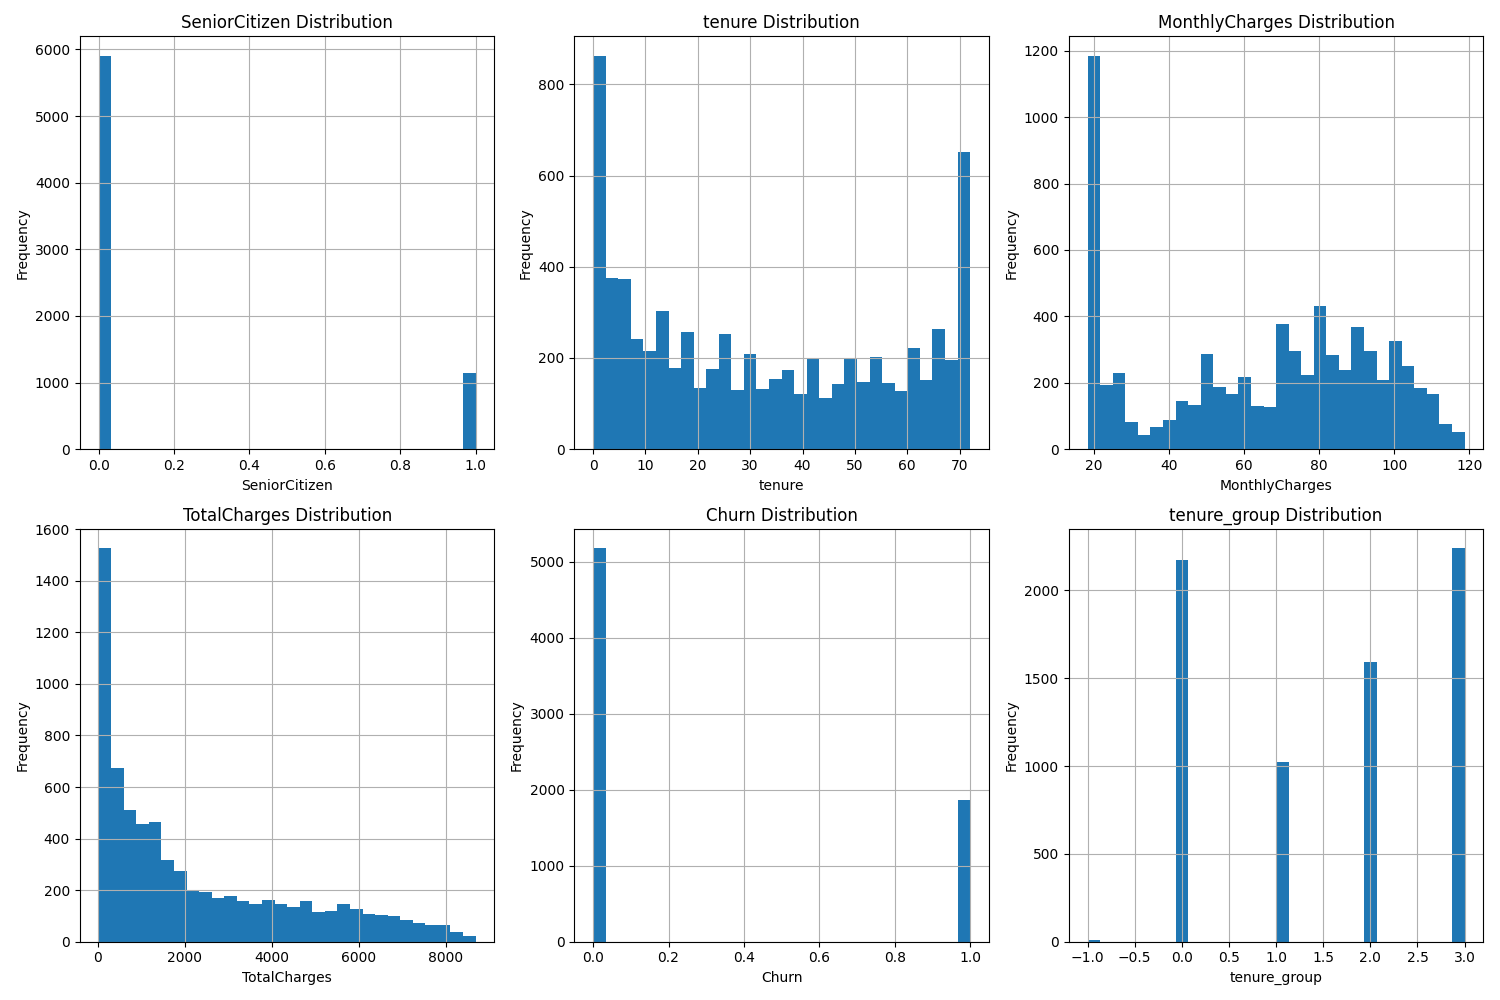 SeniorCitizen Distribution
Frequency
6000
5000
4000
3000
2000
1000
0
0.0 0.2 0.4 0.6 0.8 1.0
SeniorCitizen
tenure Distribution
Frequency
800
600
400
200
0
0 10 20 30 40 50 60 70
tenure
MonthlyCharges Distribution
Frequency
1200
1000
800
600
400
200
0
20 40 60 80 100 120
MonthlyCharges
TotalCharges Distribution
Frequency
1600
1400
1200
1000
800
600
400
200
0
0 2000 4000 6000 8000
TotalCharges
Churn Distribution
Frequency
5000
4000
3000
2000
1000
0
0.0 0.2 0.4 0.6 0.8 1.0
Churn
tenure_group Distribution
Frequency
2000
1500
1000
500
0
−1.0 −0.5 0.0 0.5 1.0 1.5 2.0 2.5 3.0
tenure_group